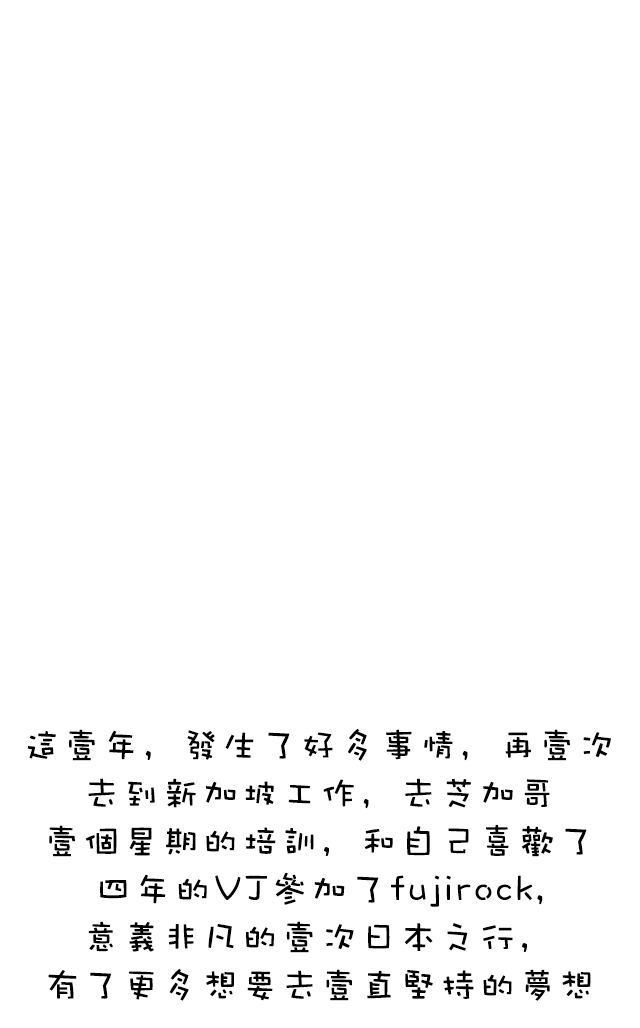 這壹年，發生了好多事情，再壹次
去到新加坡工作，去芝加哥
壹個星期的培訓，和自己喜歡了
四年的VJ參加了fujirock，
意義非凡的壹次日本之行，
有了更多想要去壹直堅持的夢想